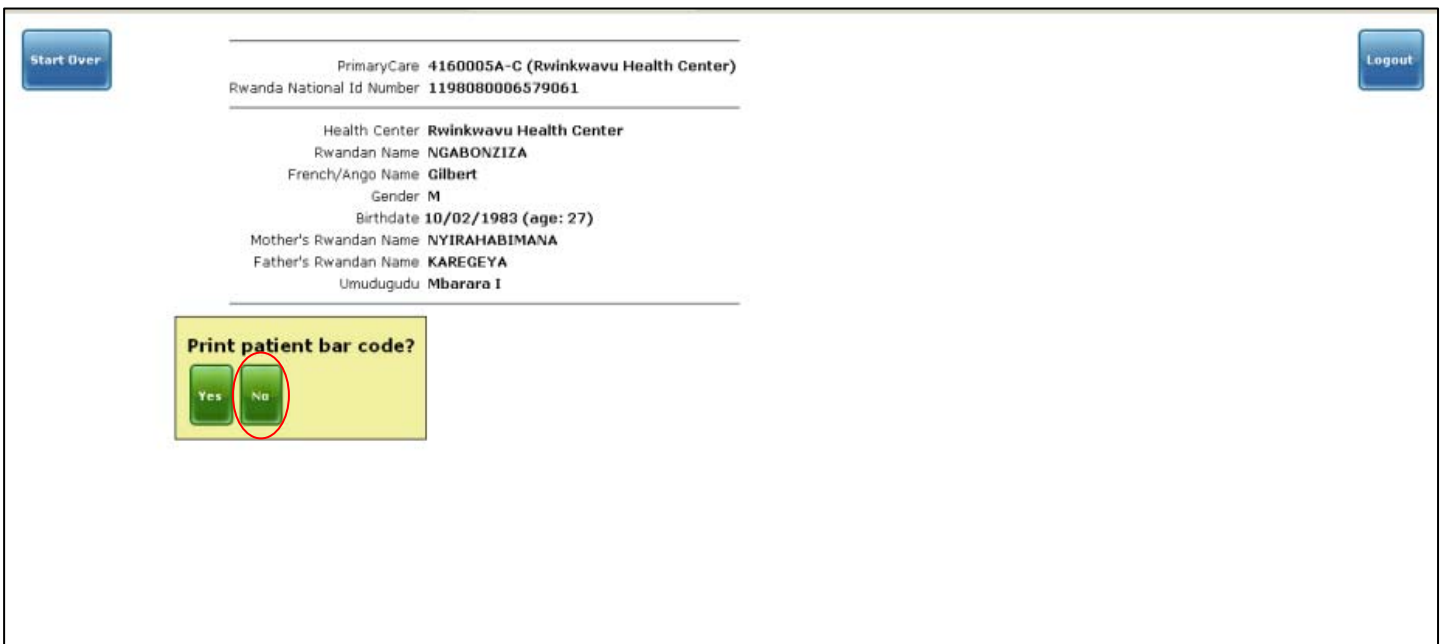 Start Over
Logout
PrimaryCare 4160005A-C (Rwinkwavu Health Center)
Rwanda National Id Number 1198080006579061
Health Center Rwinkwavu Health Center
Rwandan Name NGABONZIZA
French/Ango Name Gilbert
Gender M
Birthdate 10/02/1983 (age: 27)
Mother's Rwandan Name NYIRAHABIMANA
Father's Rwandan Name KAREGEYA
Umudugudu Mbarara I
Print patient bar code?
Yes No